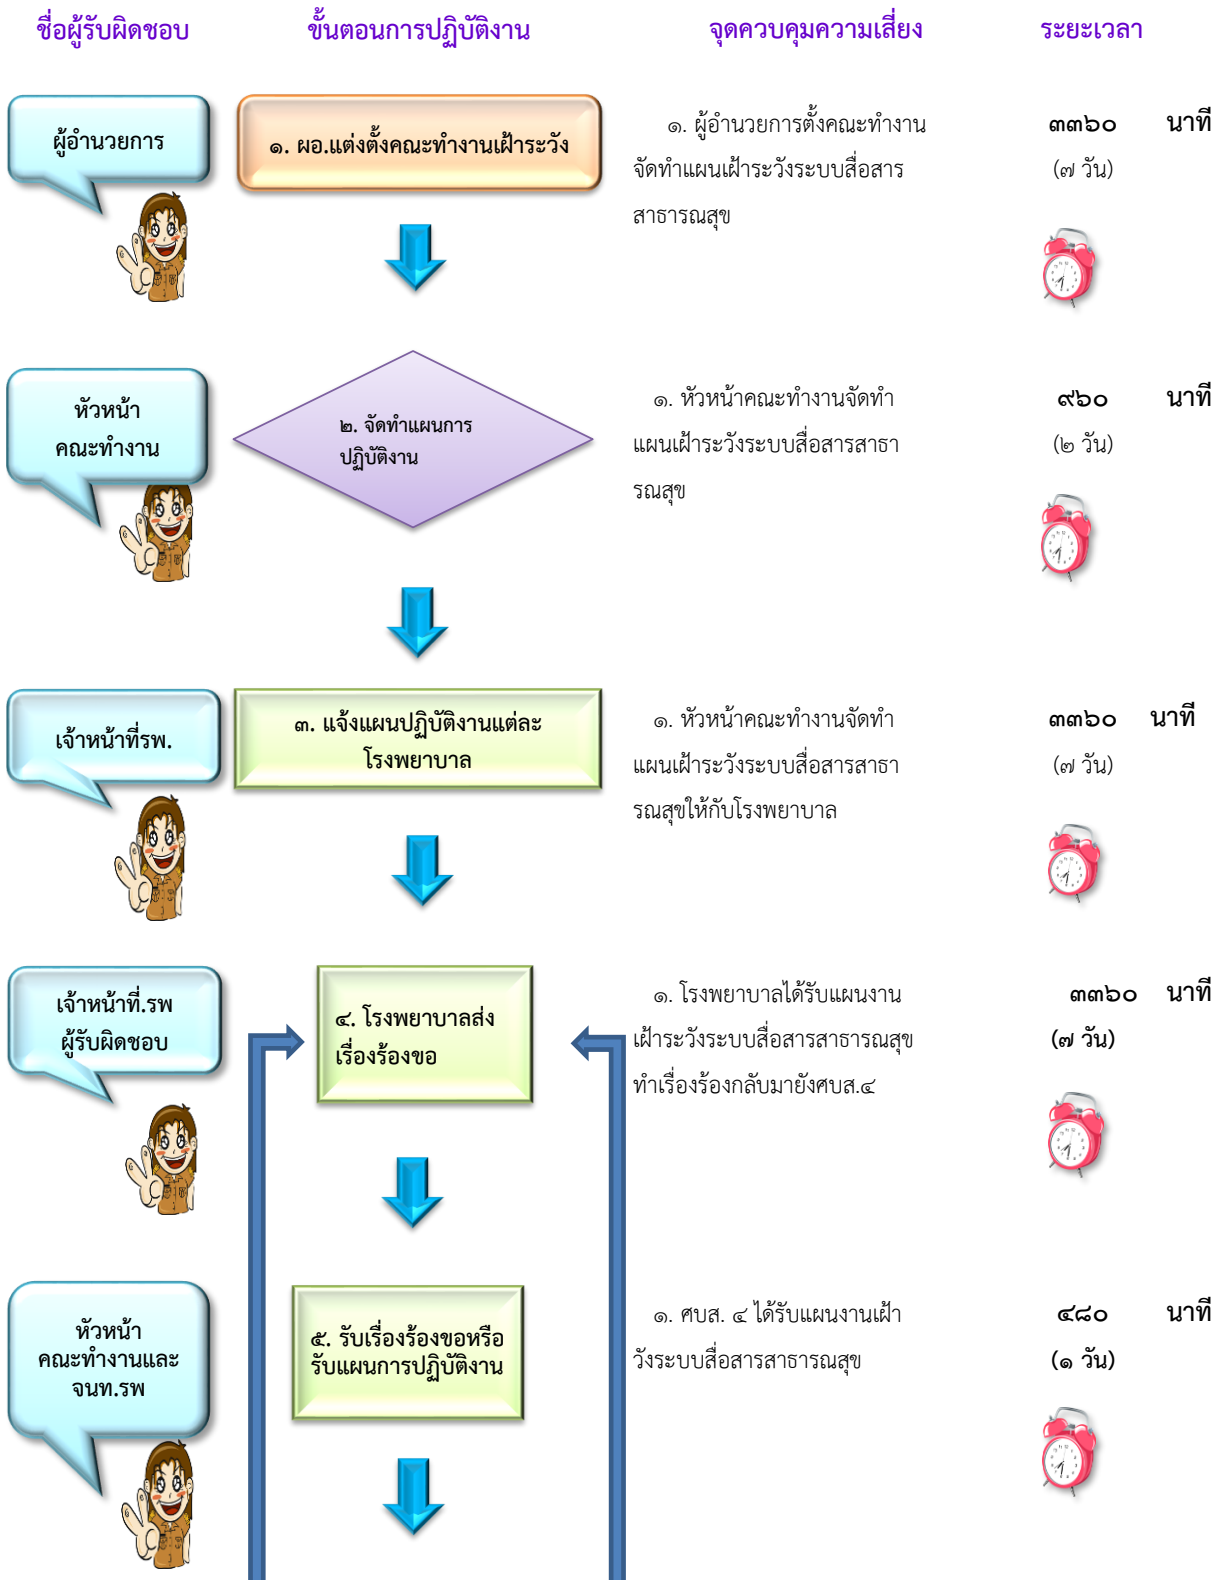 ชื่อผู้รับผิดชอบ ขั้นตอนการปฏิบัติงาน จุดควบคุมความเสี่ยง ระยะเวลา
ผู้อำนวยการ
๑. ผอ.แต่งตั้งคณะทำงานเฝ้าระวัง
๑. ผู้อำนวยการตั้งคณะทำงาน
จัดทำแผนเฝ้าระวังระบบสื่อสาร
สาธารณสุข
๓๓๖๐ นาที
(๗ วัน)
หัวหน้า
คณะทำงาน
๒. จัดทำแผนการ
ปฏิบัติงาน
๑. หัวหน้าคณะทำงานจัดทำ
แผนเฝ้าระวังระบบสื่อสารสาธา
รณสุข
๙๖๐ นาที
(๒ วัน)
เจ้าหน้าที่รพ.
๓. แจ้งแผนปฏิบัติงานแต่ละ
โรงพยาบาล
๑. หัวหน้าคณะทำงานจัดทำ
แผนเฝ้าระวังระบบสื่อสารสาธา
รณสุขให้กับโรงพยาบาล
๓๓๖๐ นาที
(๗ วัน)
เจ้าหน้าที่.รพ
ผู้รับผิดชอบ
๔. โรงพยาบาลส่ง
เรื่องร้องขอ
๑. โรงพยาบาลได้รับแผนงาน
เฝ้าระวังระบบสื่อสารสาธารณสุข
ทำเรื่องร้องกลับมายังศบส.๔
๓๓๖๐ นาที
(๗ วัน)
หัวหน้า
คณะทำงานและ
จนท.รพ
๕. รับเรื่องร้องขอหรือ
รับแผนการปฏิบัติงาน
๑. ศบส. ๔ ได้รับแผนงานเฝ้า
วังระบบสื่อสารสาธารณสุข
๔๘๐ นาที
(๑ วัน)